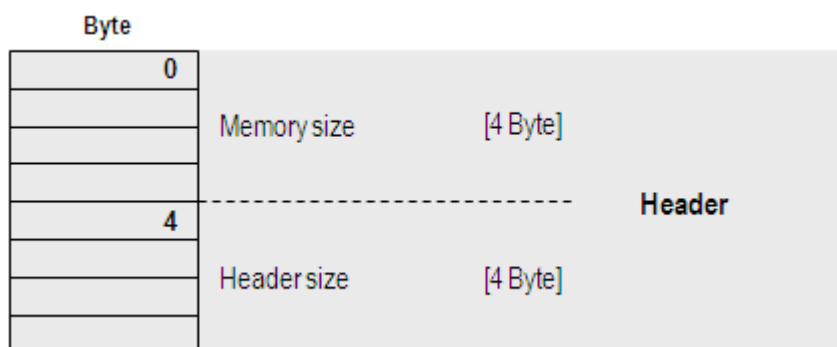 Byte
0
Memory size [4 Byte]
Header
4
Header size [4 Byte]